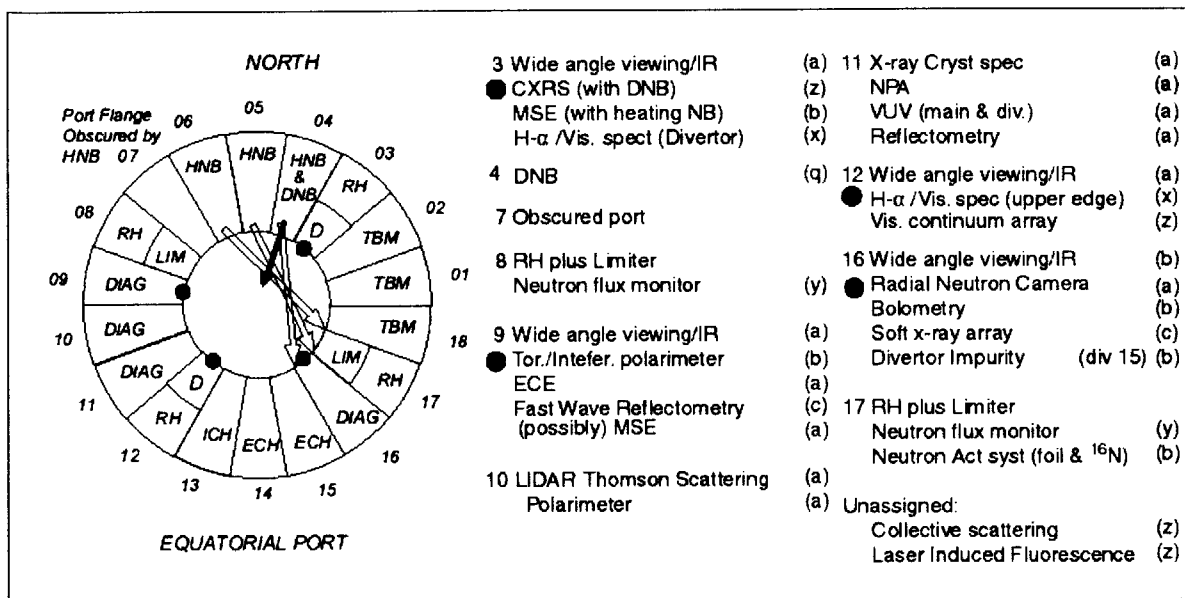 NORTH
05
06
04
Port Flange
Obscured by
HNB 07
03
HNB
HNB
HNB
&
DNB
RH
08
02
D
TBM
RH
LIM
09
DIAG
TBM
01
DIAG
TBM
10
18
DIAG
LIM
D
RH
RH
DIAG
11
17
ICH
ECH
ECH
12
16
13
14
15
EQUATORIAL PORT
3 Wide angle viewing/IR (a)
CXRS (with DNB) (z)
MSE (with heating NB) (b)
H-α /Vis. spect (Divertor) (x)
4 DNB (q)
7 Obscured port
8 RH plus Limiter
Neutron flux monitor (y)
9 Wide angle viewing/IR (a)
Tor./Intefer. polarimeter (b)
ECE (a)
Fast Wave Reflectometry (c)
(possibly) MSE (a)
10 LIDAR Thomson Scattering (a)
Polarimeter (a)
11 X-ray Cryst spec (a)
NPA (a)
VUV (main & div.) (a)
Reflectometry (a)
12 Wide angle viewing/IR (a)
H-α /Vis. spec (upper edge) (x)
Vis. continuum array (z)
16 Wide angle viewing/IR (b)
Radial Neutron Camera (a)
Bolometry (b)
Soft x-ray array (c)
Divertor Impurity (div 15) (b)
17 RH plus Limiter
Neutron flux monitor (y)
Neutron Act syst (foil & ¹⁶N) (b)
Unassigned:
Collective scattering (z)
Laser Induced Fluorescence (z)